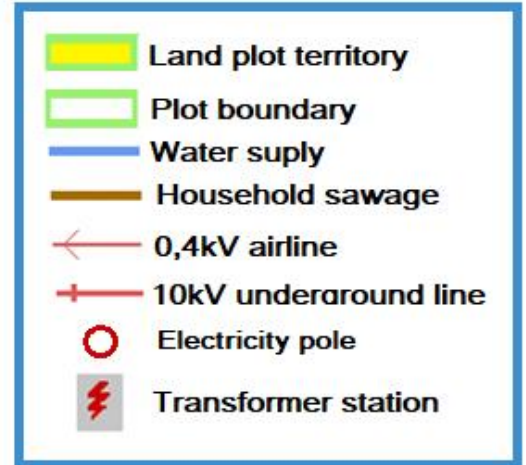 Land plot territory
Plot boundary
Water suply
Household sawage
0,4kV airline
10kV underground line
Electricity pole
Transformer station